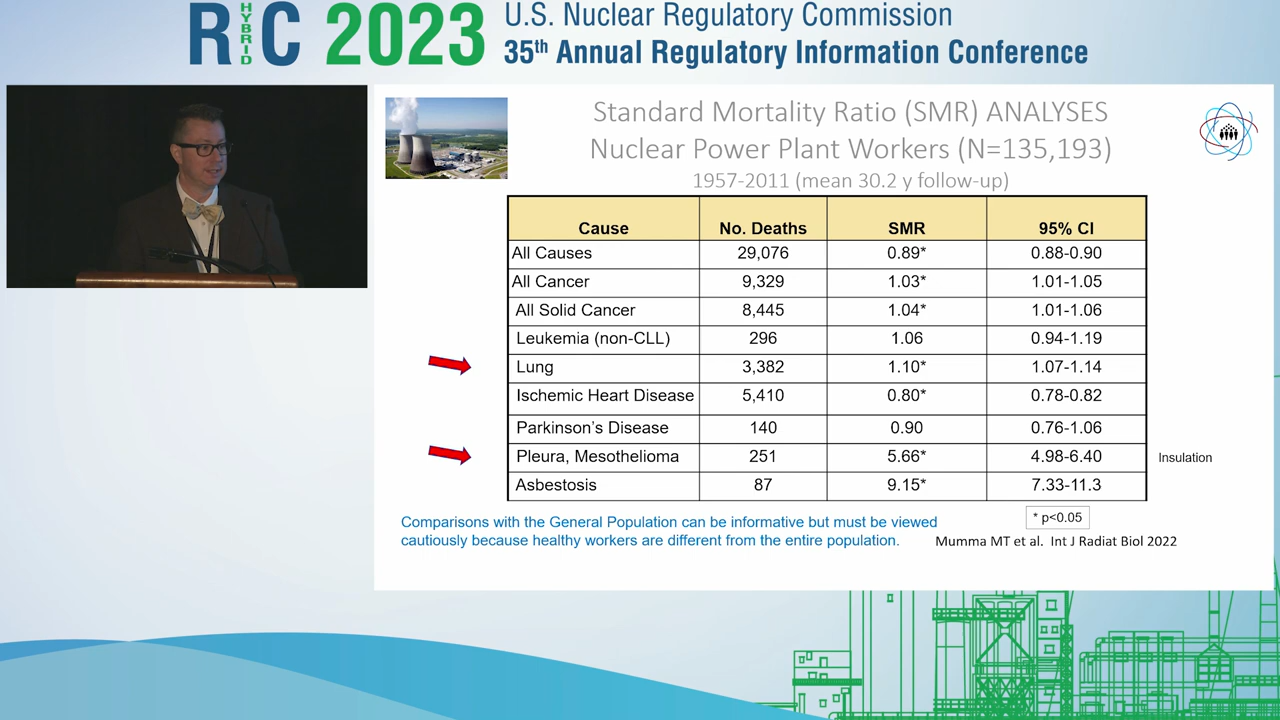 RIC HYBRID 2023
U.S. Nuclear Regulatory Commission
35th Annual Regulatory Information Conference
Standard Mortality Ratio (SMR) ANALYSES
Nuclear Power Plant Workers (N=135,193)
1957-2011 (mean 30.2 y follow-up)
Cause No. Deaths SMR 95% CI
All Causes 29,076 0.89* 0.88-0.90
All Cancer 9,329 1.03* 1.01-1.05
All Solid Cancer 8,445 1.04* 1.01-1.06
Leukemia (non-CLL) 296 1.06 0.94-1.19
Lung 3,382 1.10* 1.07-1.14
Ischemic Heart Disease 5,410 0.80* 0.78-0.82
Parkinson's Disease 140 0.90 0.76-1.06
Pleura, Mesothelioma 251 5.66* 4.98-6.40 Insulation
Asbestosis 87 9.15* 7.33-11.3
* p<0.05
Comparisons with the General Population can be informative but must be viewed
cautiously because healthy workers are different from the entire population.
Mumma MT et al. Int J Radiat Biol 2022